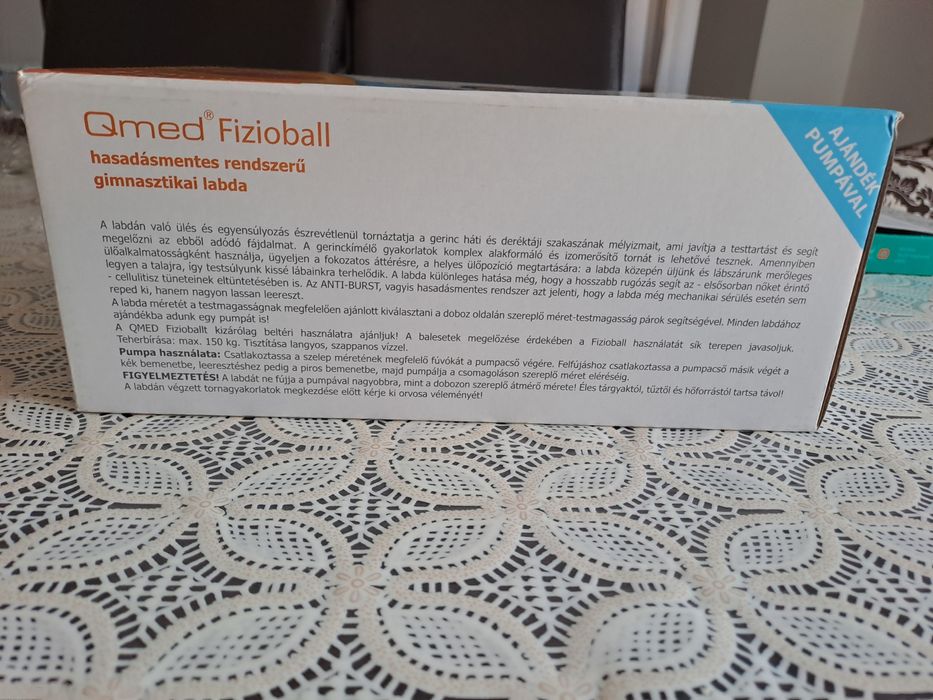 Qmed® Fizioball
hasadásmentes rendszerű
gimnasztikai labda
AJÁNDÉK
PUMPÁVAL
A labdán való ülés és egyensúlyozás észrevétlenül tornáztatja a gerinc háti és deréktáji szakaszának mélyizmait, ami javítja a testtartást és segít
megelőzni az ebből adódó fájdalmat. A gerinckímélő gyakorlatok komplex alakformáló és izomerősítő tornát is lehetővé tesznek. Amennyiben
ülőalkalmatosságként használja, ügyeljen a fokozatos áttérésre, a helyes ülőpozíció megtartására: a labda közepén üljünk és lábszárunk merőleges
legyen a talajra, így testsúlyunk kissé lábainkra terhelődik. A labda különleges hatása még, hogy a hosszabb rugózás segít az - elsősorban nőket érintő
- cellulitisz tüneteinek eltüntetésében is. Az ANTI-BURST, vagyis hasadásmentes rendszer azt jelenti, hogy a labda még mechanikai sérülés esetén sem
reped ki, hanem nagyon lassan leereszt.
A labda méretét a testmagasságnak megfelelően ajánlott kiválasztani a doboz oldalán szereplő méret-testmagasság párok segítségével. Minden labdához
ajándékba adunk egy pumpát is!
A QMED Fizioballt kizárólag beltéri használatra ajánljuk! A balesetek megelőzése érdekében a Fizioball használatát sík terepen javasoljuk.
Teherbírása: max. 150 kg. Tisztítása langyos, szappanos vízzel.
Pumpa használata: Csatlakoztassa a szelep méretének megfelelő fúvókát a pumpacső végére. Felfújáshoz csatlakoztassa a pumpacső másik végét a
kék bemenetbe, leeresztéshez pedig a piros bemenetbe, majd pumpálja a csomagoláson szereplő méret eléréséig.
FIGYELMEZTETÉS! A labdát ne fújja a pumpával nagyobbra, mint a dobozon szereplő átmérő mérete! Éles tárgyaktól, tűztől és hőforrástól tartsa távol!
A labdán végzett tornagyakorlatok megkezdése előtt kérje ki orvosa véleményét!